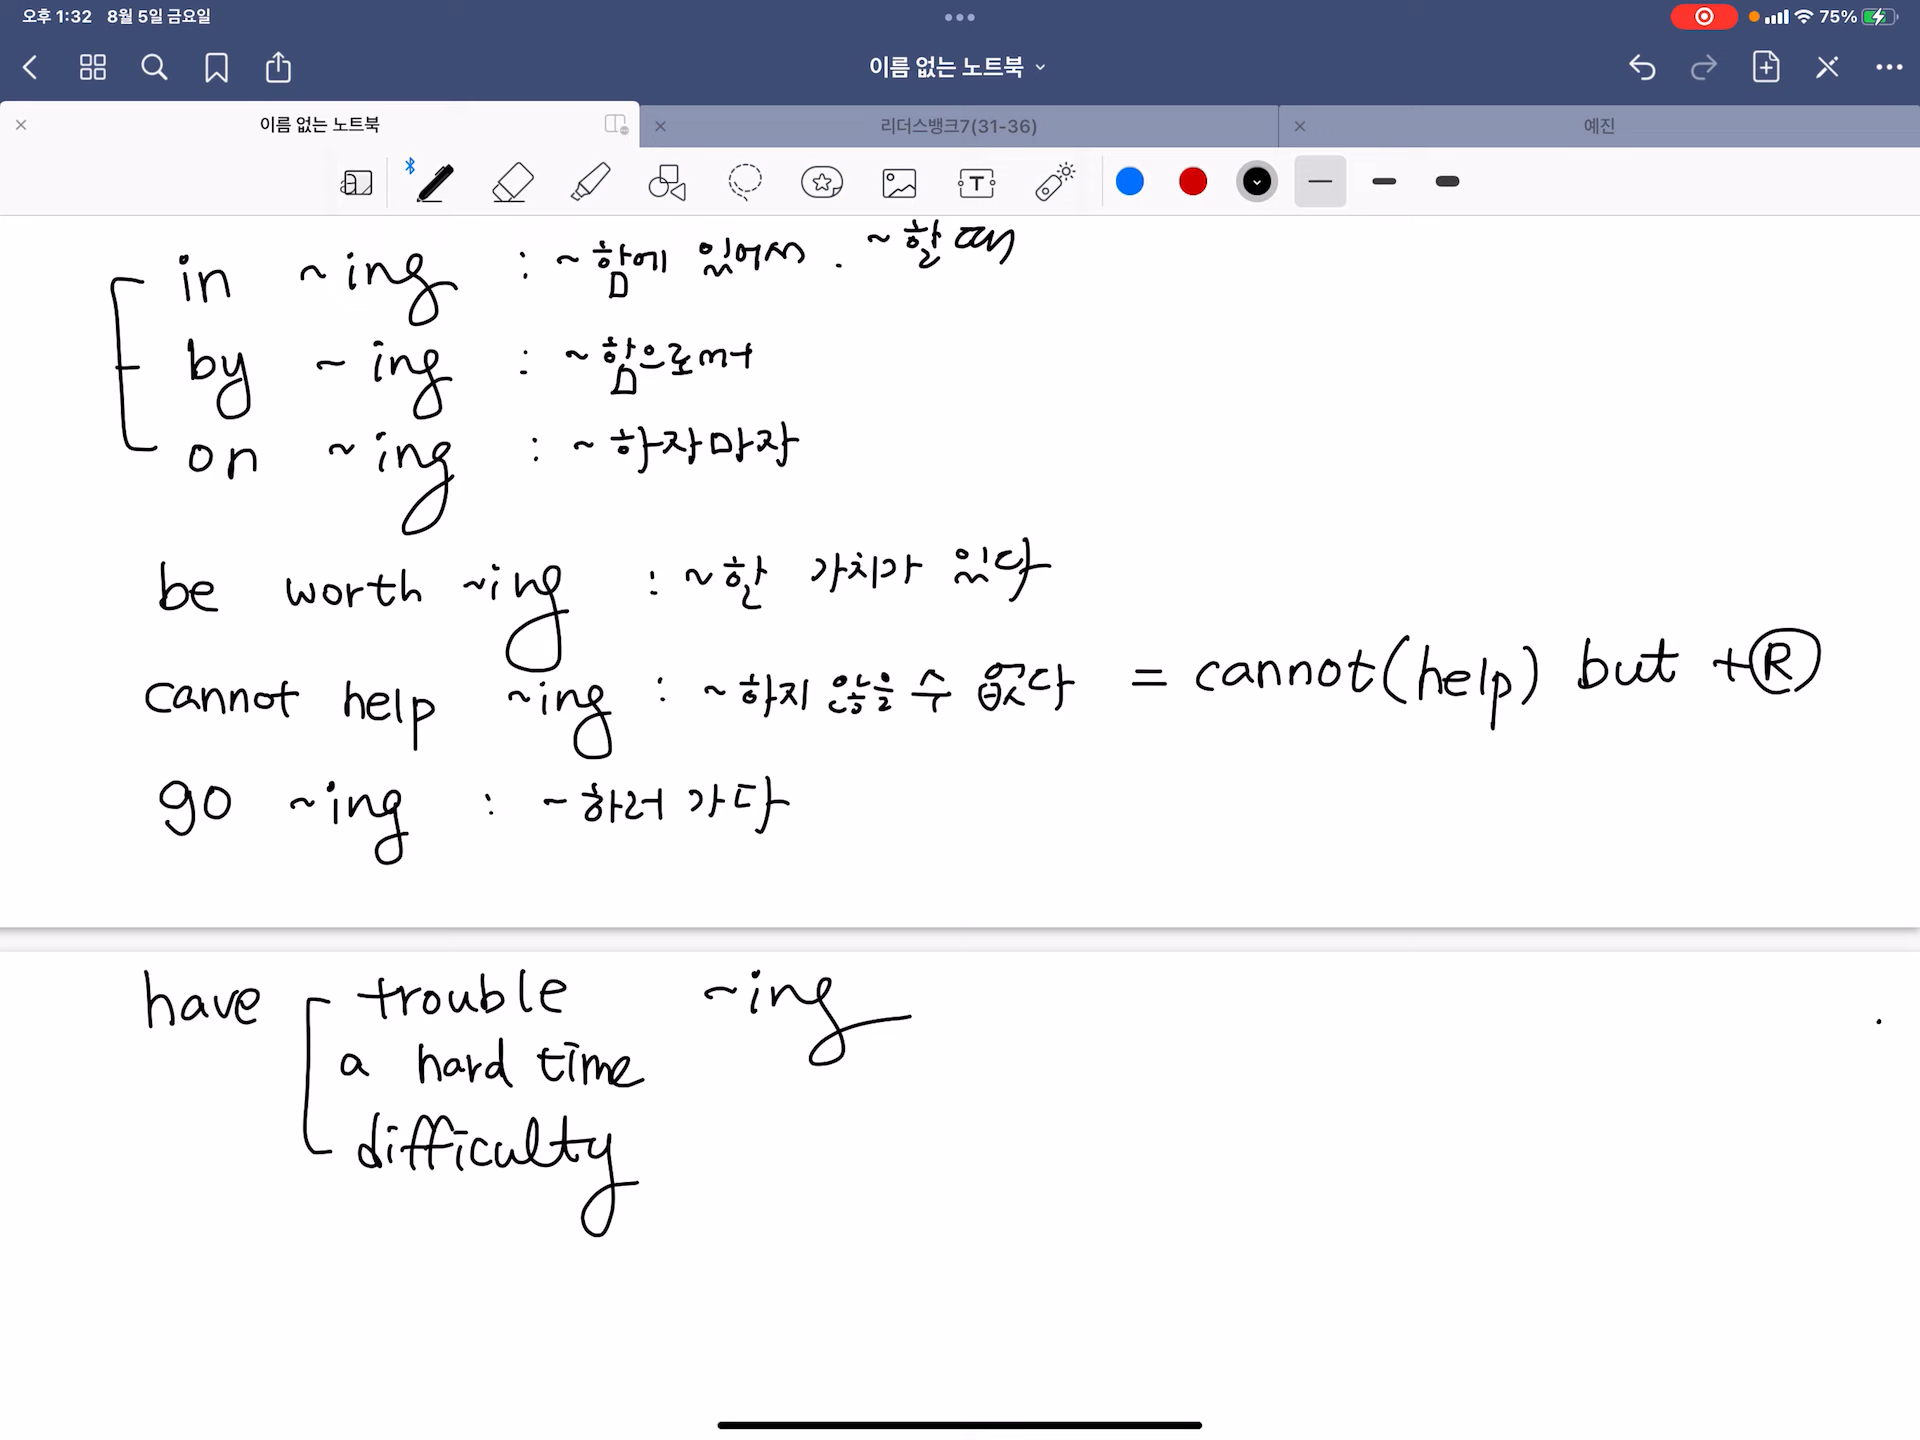 오후 1:32 8월 5일 금요일
75%
이름 없는 노트북
이름 없는 노트북
리더스뱅크7(31-36)
예진
in ~ing : ~함에 있어서. ~할 때
by ~ing : ~함으로써
on ~ing : ~하자마자
be worth ~ing : ~한 가치가 있다
cannot help ~ing : ~하지 않을 수 없다 = cannot(help) but +R
go ~ing : ~하러 가다
have trouble ~ing
a hard time
difficulty